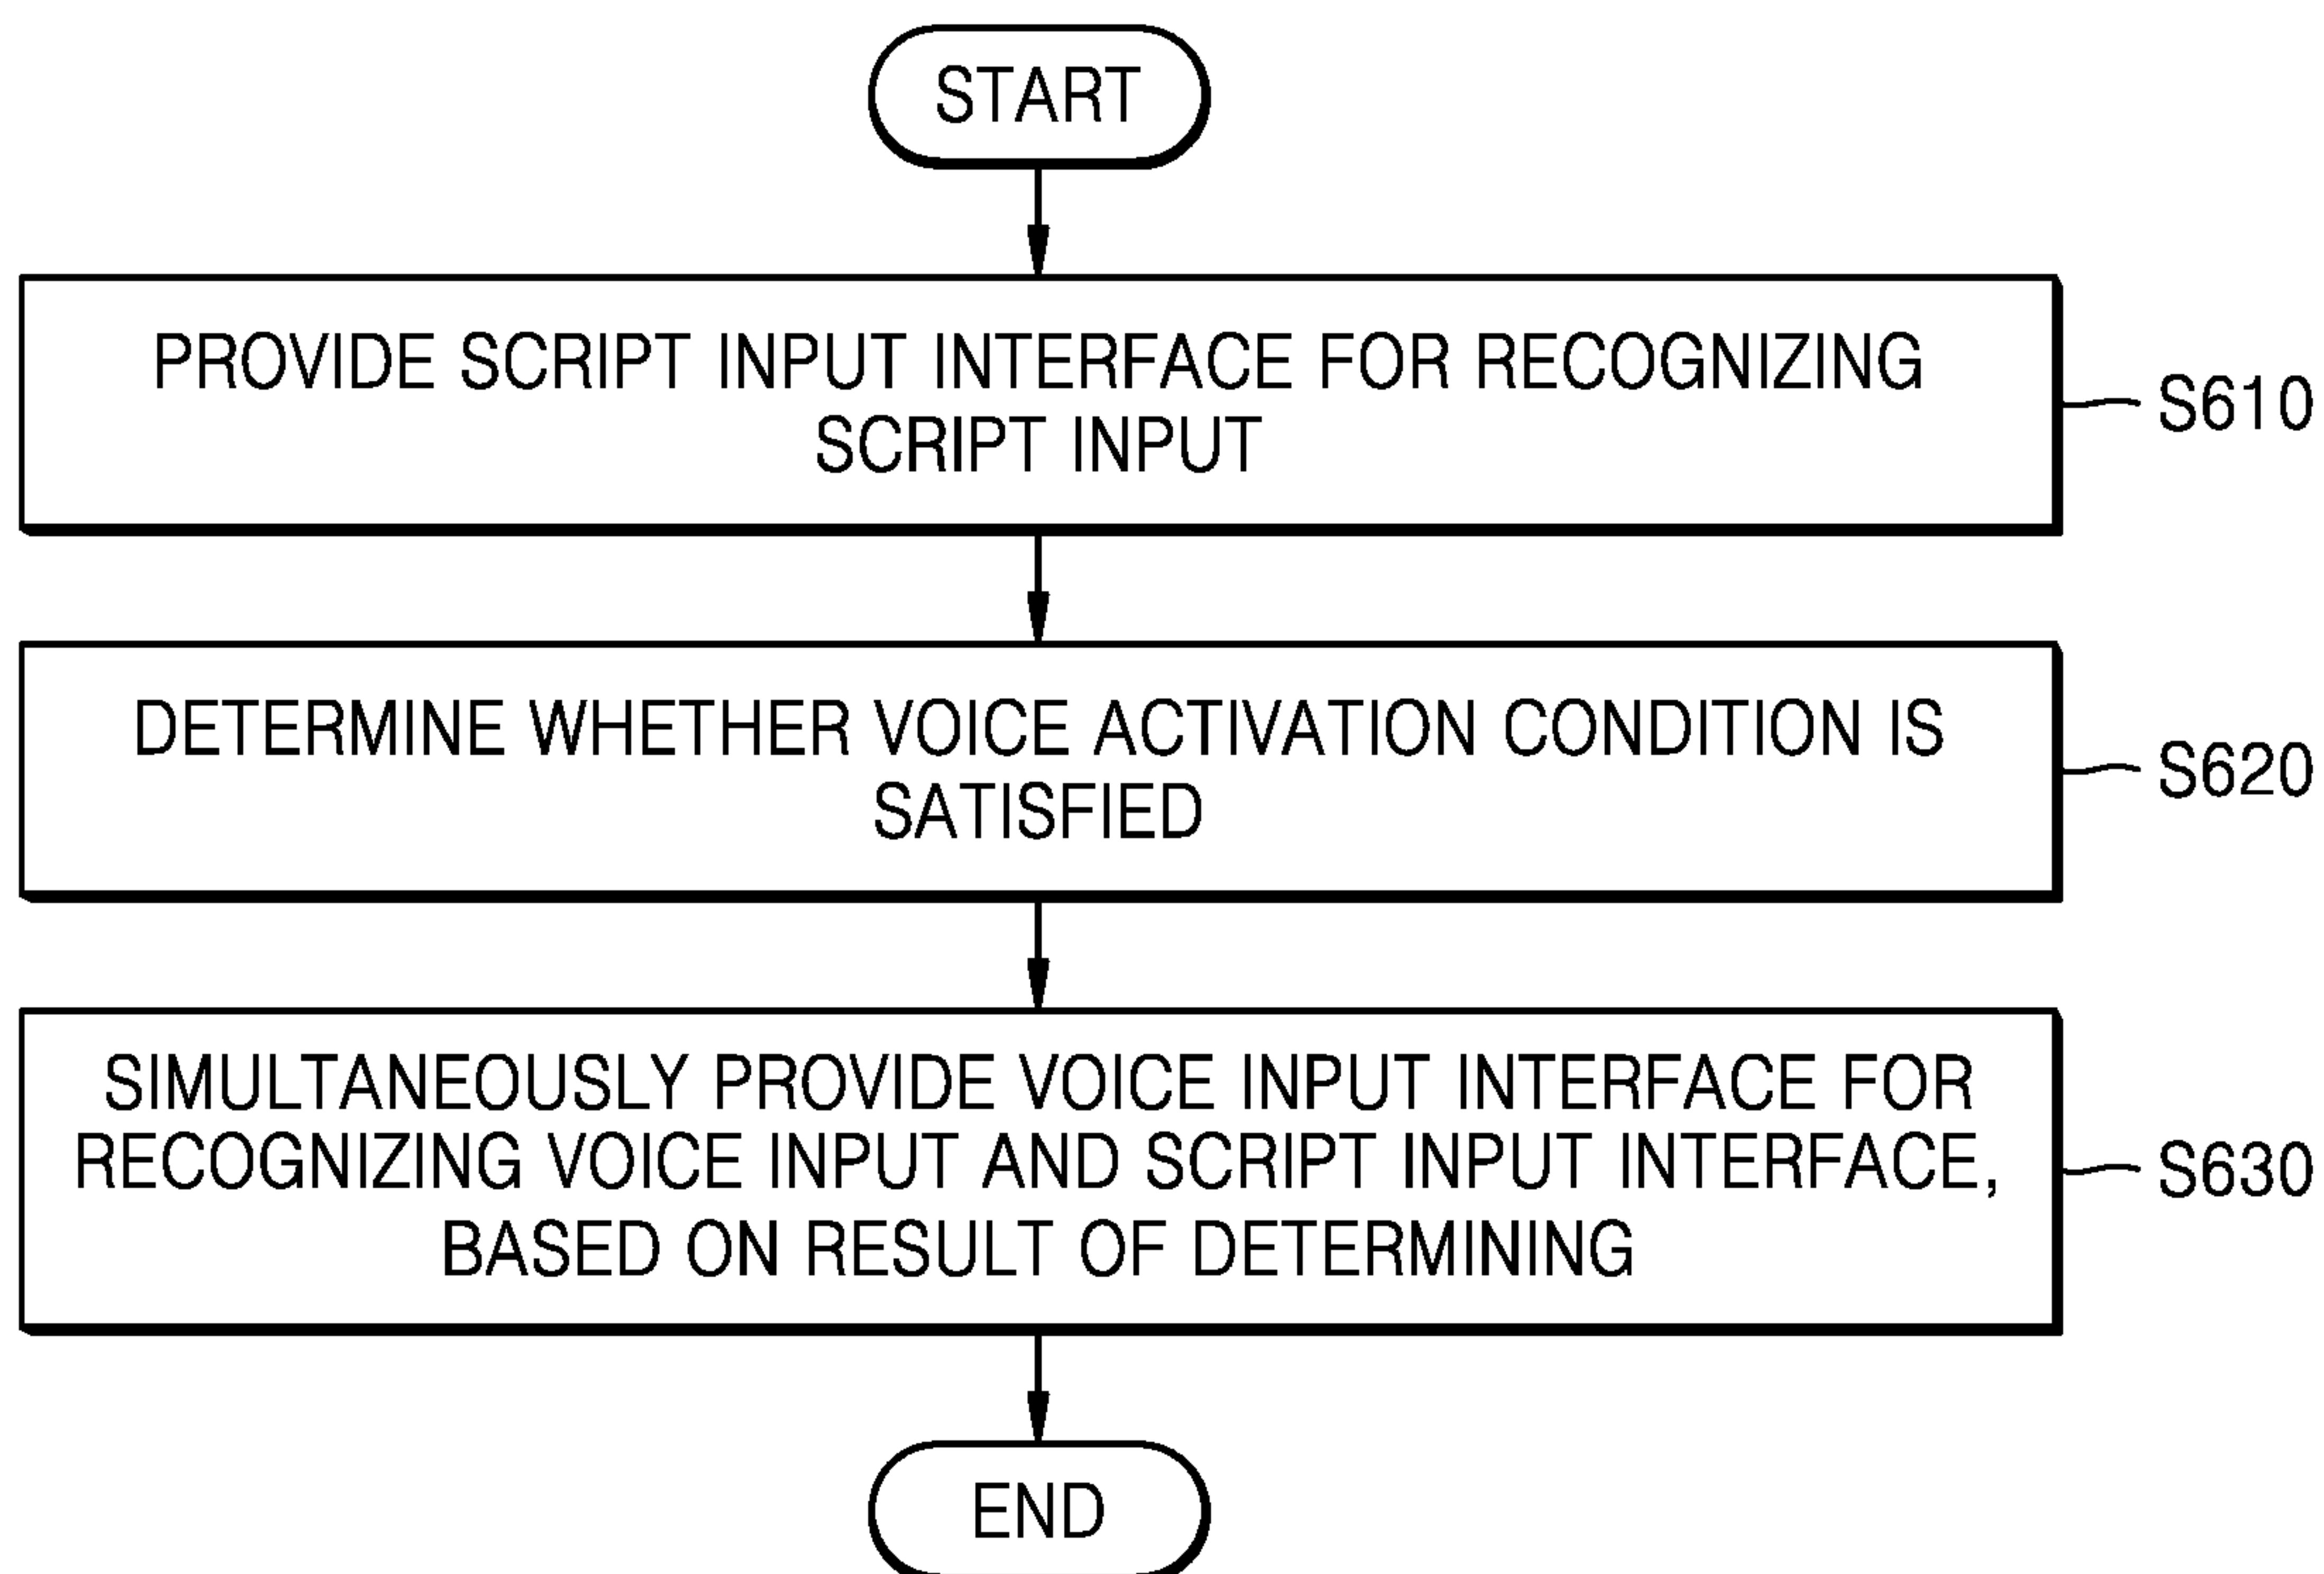 START
PROVIDE SCRIPT INPUT INTERFACE FOR RECOGNIZING
SCRIPT INPUT
S610
DETERMINE WHETHER VOICE ACTIVATION CONDITION IS
SATISFIED
S620
SIMULTANEOUSLY PROVIDE VOICE INPUT INTERFACE FOR
RECOGNIZING VOICE INPUT AND SCRIPT INPUT INTERFACE,
BASED ON RESULT OF DETERMINING
S630
END